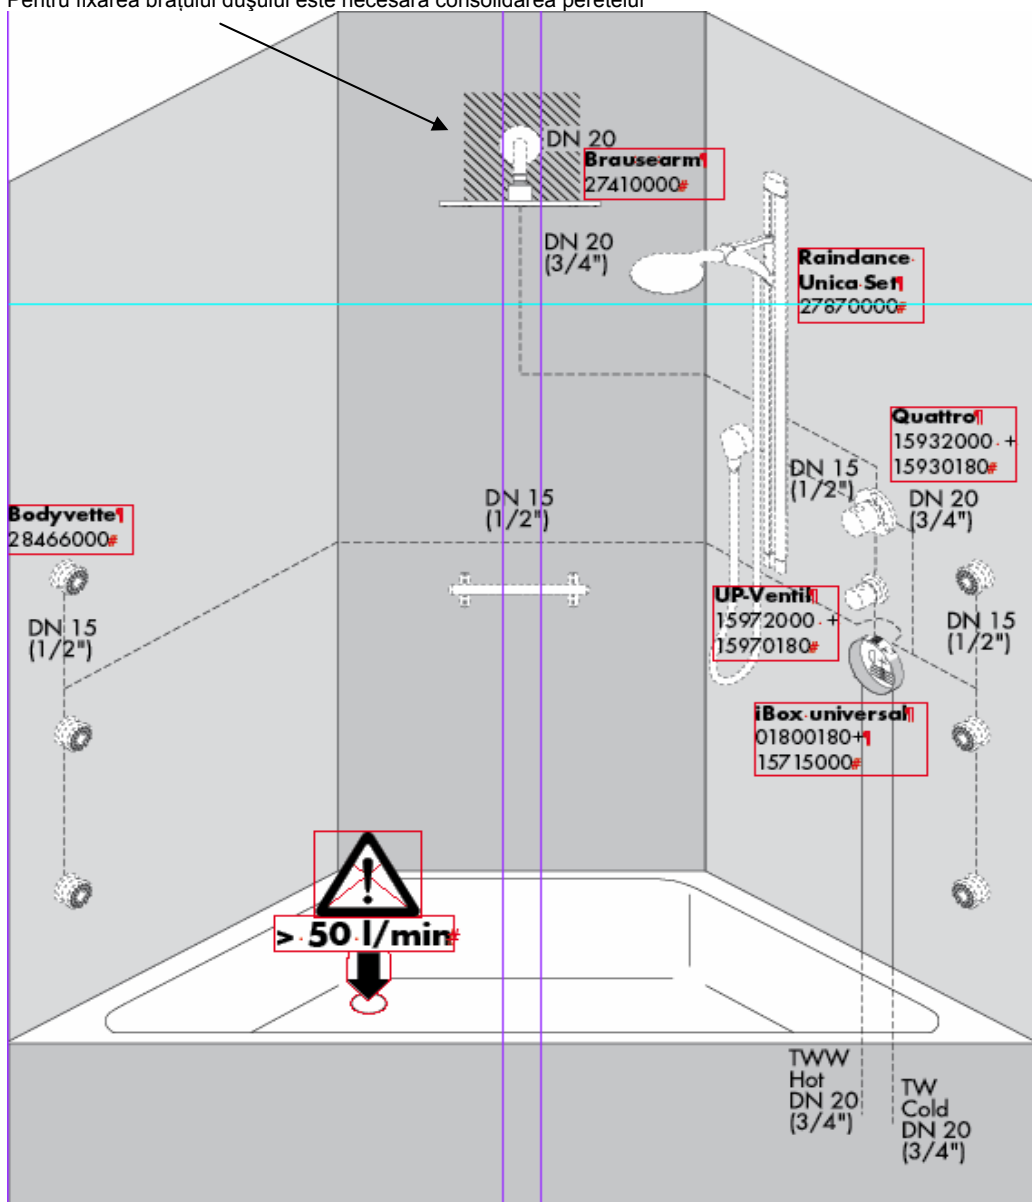 Pentru fixarea brațului dușului este necesară consolidarea peretelui
DN 20
Brausearm¶
27410000#
DN 20
(3/4")
Raindance·
Unica·Set¶
27870000#
Quattro¶
15932000·+
15930180#
DN 15
(1/2")
DN 20
(3/4")
DN 15
(1/2")
Bodyvette¶
28466000#
DN 15
(1/2")
UP-Ventil¶
15972000·+
15970180#
DN 15
(1/2")
iBox·universal¶
01800180+¶
15715000#
>·50·l/min#
TWW
Hot
DN 20
(3/4")
TW
Cold
DN 20
(3/4")